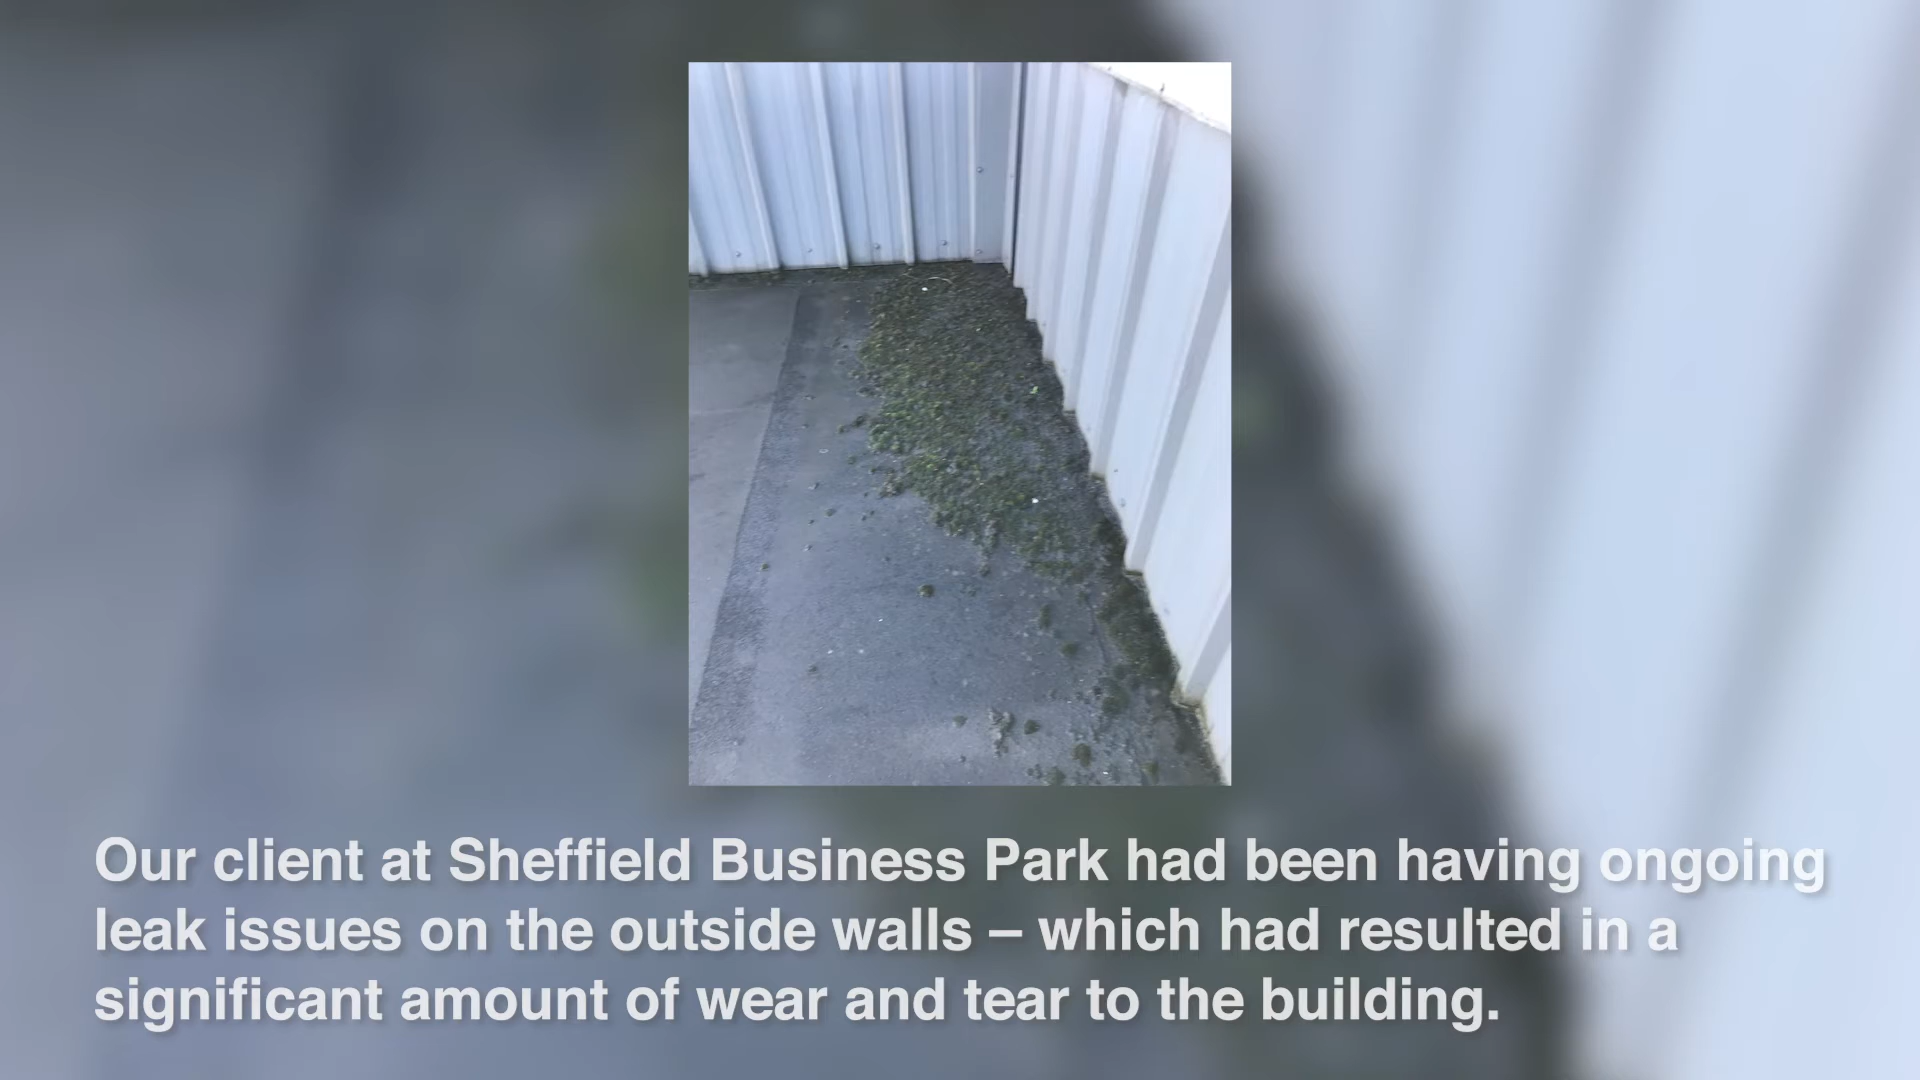 Our client at Sheffield Business Park had been having ongoing
leak issues on the outside walls – which had resulted in a
significant amount of wear and tear to the building.